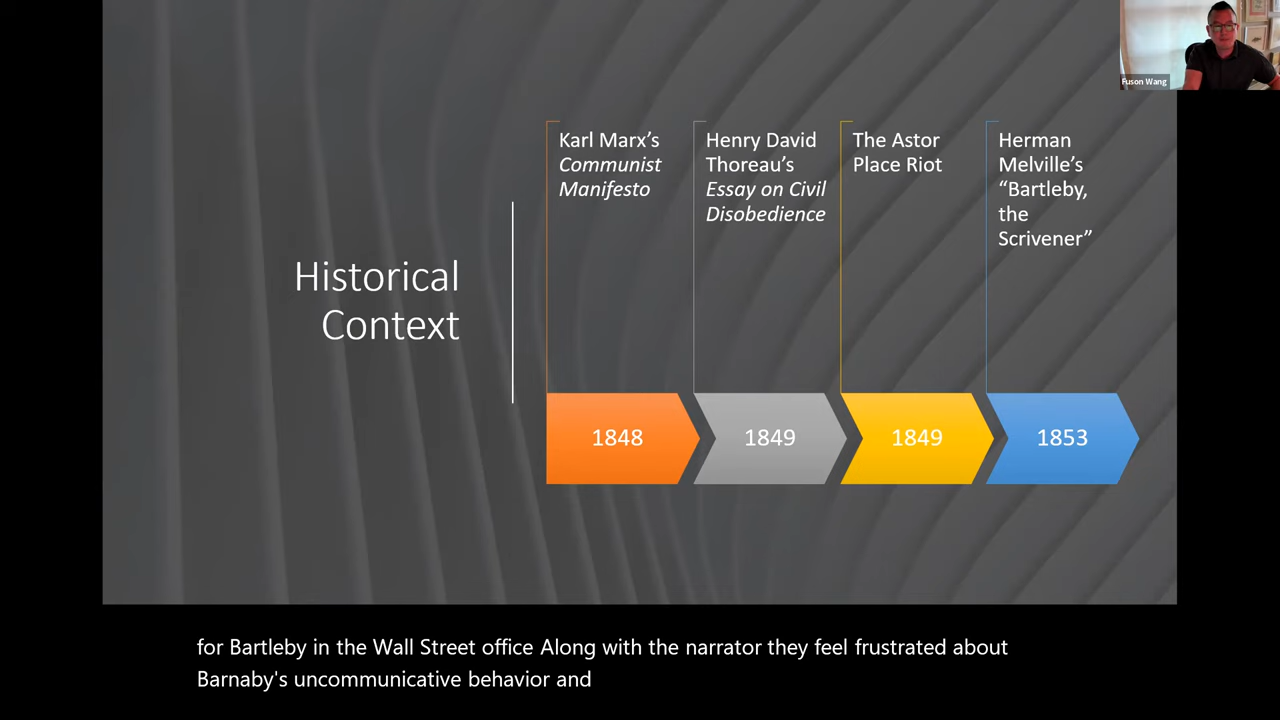 Fuson Wang
Historical
Context
Karl Marx's
Communist
Manifesto
Henry David
Thoreau's
Essay on Civil
Disobedience
The Astor
Place Riot
Herman
Melville's
“Bartleby,
the
Scrivener”
1848
1849
1849
1853
for Bartleby in the Wall Street office Along with the narrator they feel frustrated about
Barnaby's uncommunicative behavior and